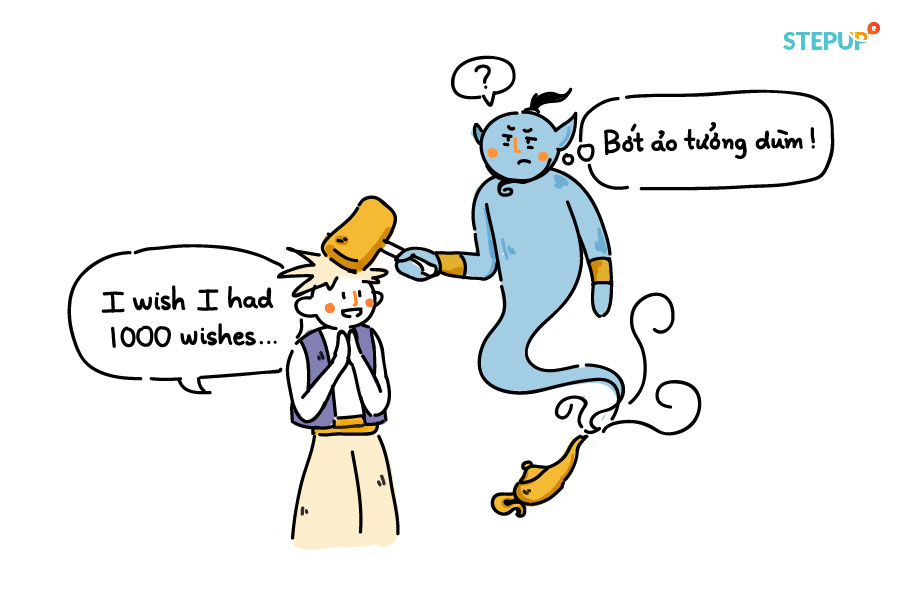 STEPUP
?
Bớt ảo tưởng dùm !
I wish I had
1000 wishes...